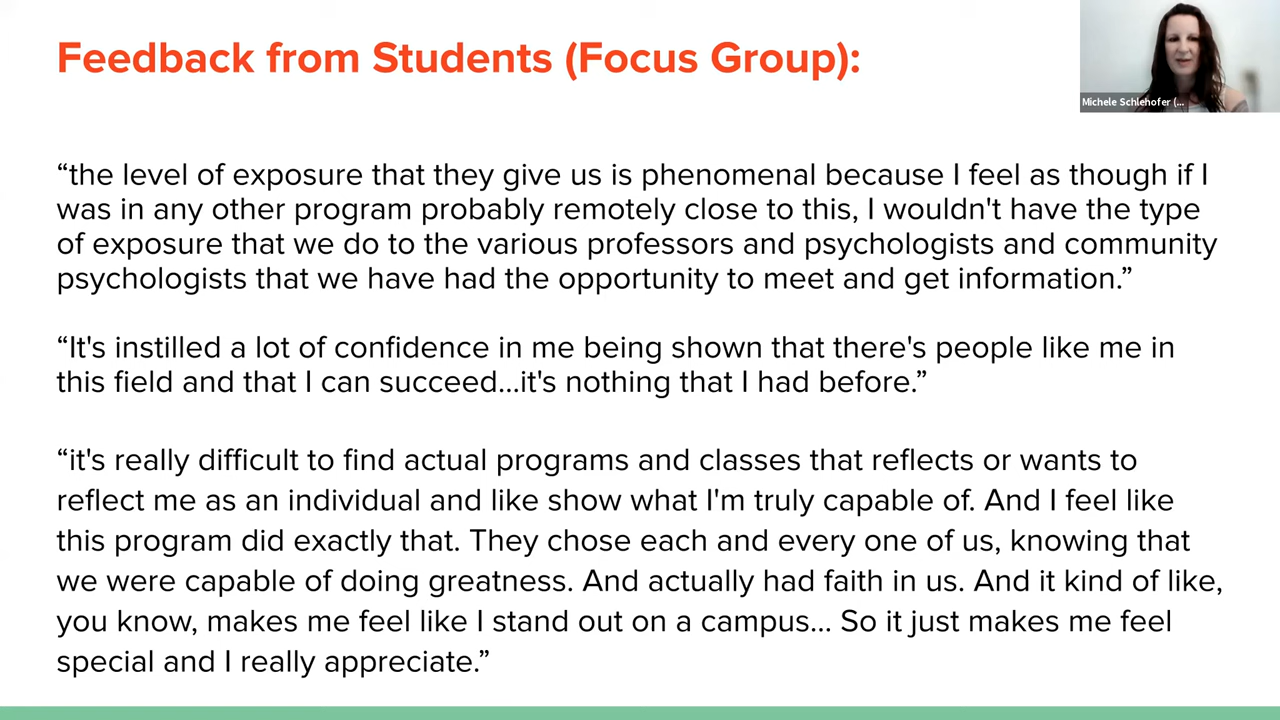 Feedback from Students (Focus Group):
Michele Schlehofer (...
“the level of exposure that they give us is phenomenal because I feel as though if I
was in any other program probably remotely close to this, I wouldn't have the type
of exposure that we do to the various professors and psychologists and community
psychologists that we have had the opportunity to meet and get information.”
“It's instilled a lot of confidence in me being shown that there's people like me in
this field and that I can succeed...it's nothing that I had before.”
“it's really difficult to find actual programs and classes that reflects or wants to
reflect me as an individual and like show what I'm truly capable of. And I feel like
this program did exactly that. They chose each and every one of us, knowing that
we were capable of doing greatness. And actually had faith in us. And it kind of like,
you know, makes me feel like I stand out on a campus... So it just makes me feel
special and I really appreciate.”